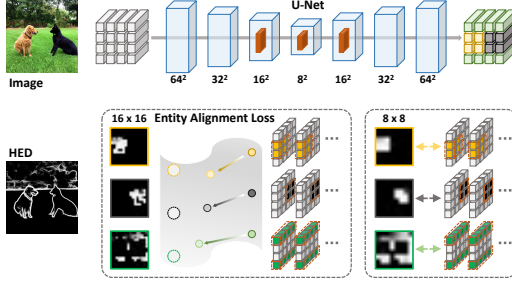 U-Net
Image
64² 32² 16² 8² 16² 32² 64²
16 x 16 Entity Alignment Loss
8 x 8
HED
...
...
...
...
...
...